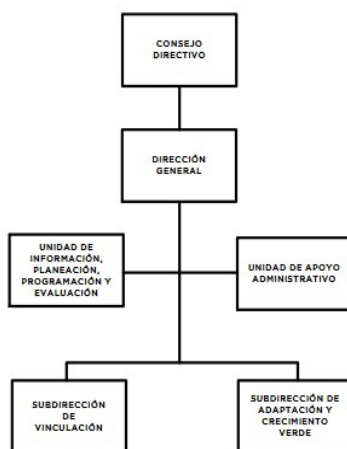 CONSEJO
DIRECTIVO
DIRECCIÓN
GENERAL
UNIDAD DE
INFORMACIÓN,
PLANEACIÓN,
PROGRAMACIÓN Y
EVALUACIÓN
UNIDAD DE APOYO
ADMINISTRATIVO
SUBDIRECCIÓN
DE
VINCULACIÓN
SUBDIRECCIÓN DE
ADAPTACIÓN Y
CRECIMIENTO
VERDE